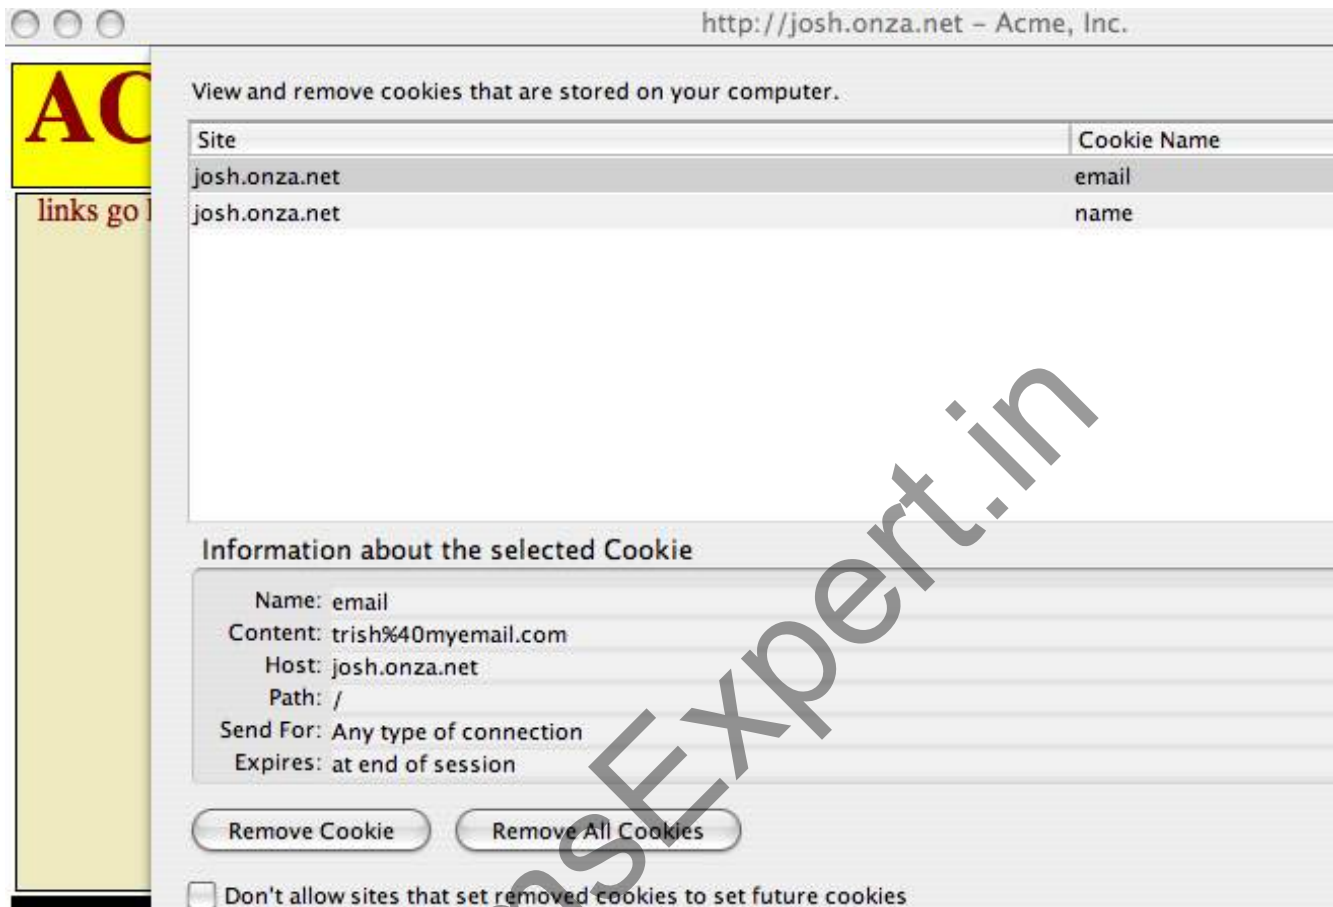 http://josh.onza.net – Acme, Inc.
AC
View and remove cookies that are stored on your computer.
Site Cookie Name
josh.onza.net email
links go
josh.onza.net name
Information about the selected Cookie
Name: email
Content: trish%40myemail.com
Host: josh.onza.net
Path: /
Send For: Any type of connection
Expires: at end of session
Remove Cookie Remove All Cookies
Don't allow sites that set removed cookies to set future cookies
nsExpert.in